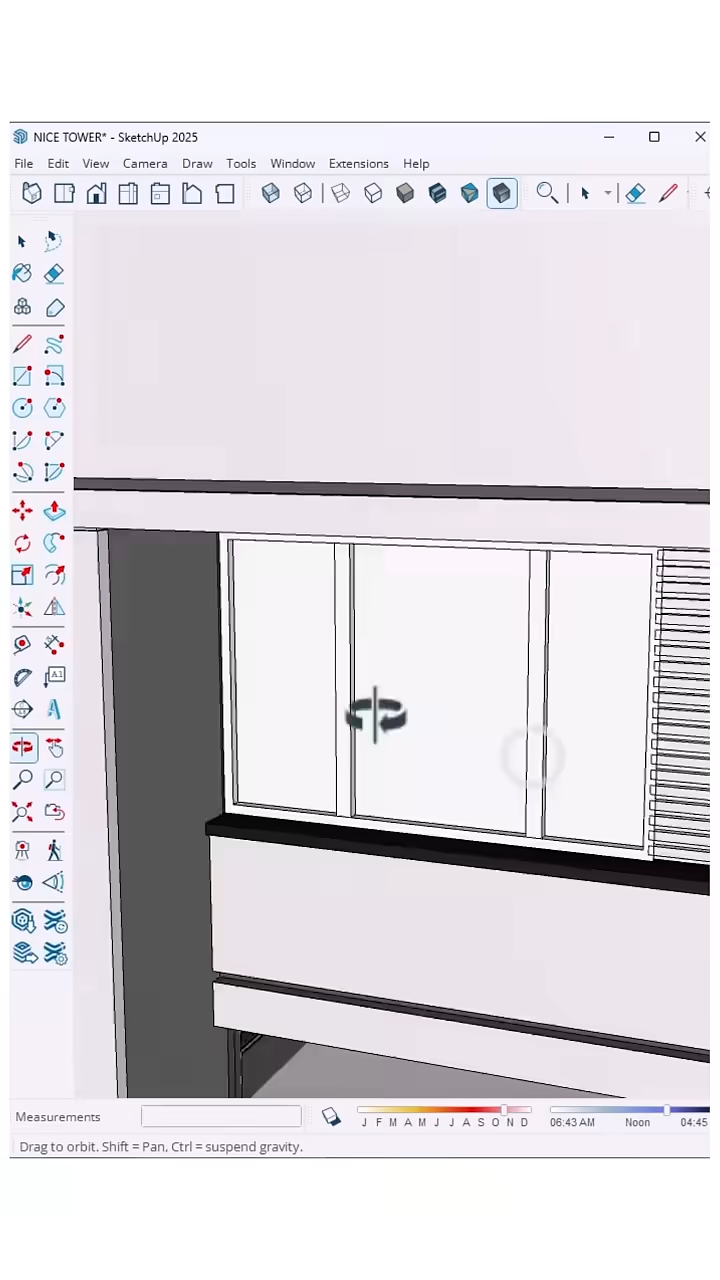 NICE TOWER* - SketchUp 2025
File Edit View Camera Draw Tools Window Extensions Help
A1
A
Measurements
J F M A M J J A S O N D
06:43 AM Noon 04:45
Drag to orbit. Shift = Pan, Ctrl = suspend gravity.